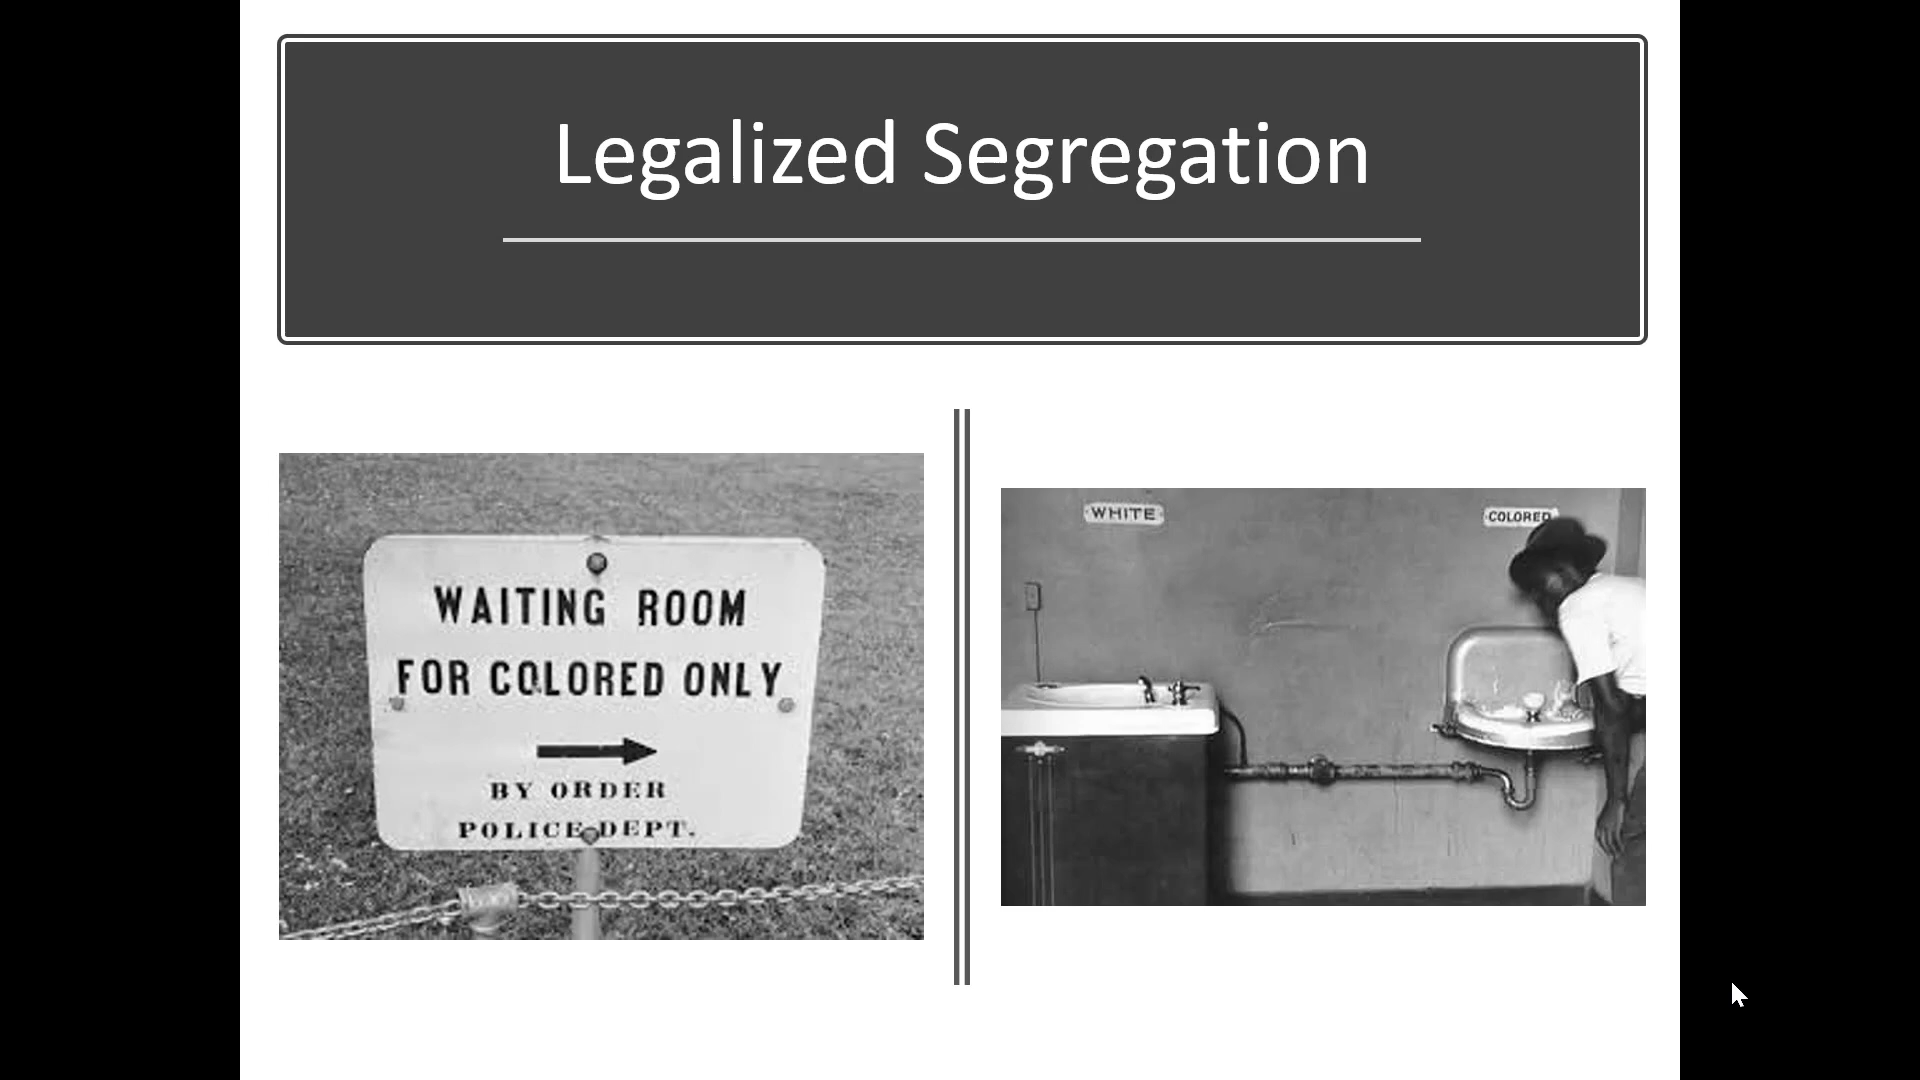 Legalized Segregation
WAITING ROOM
FOR COLORED ONLY
BY ORDER
POLICE DEPT.
WHITE
COLORED